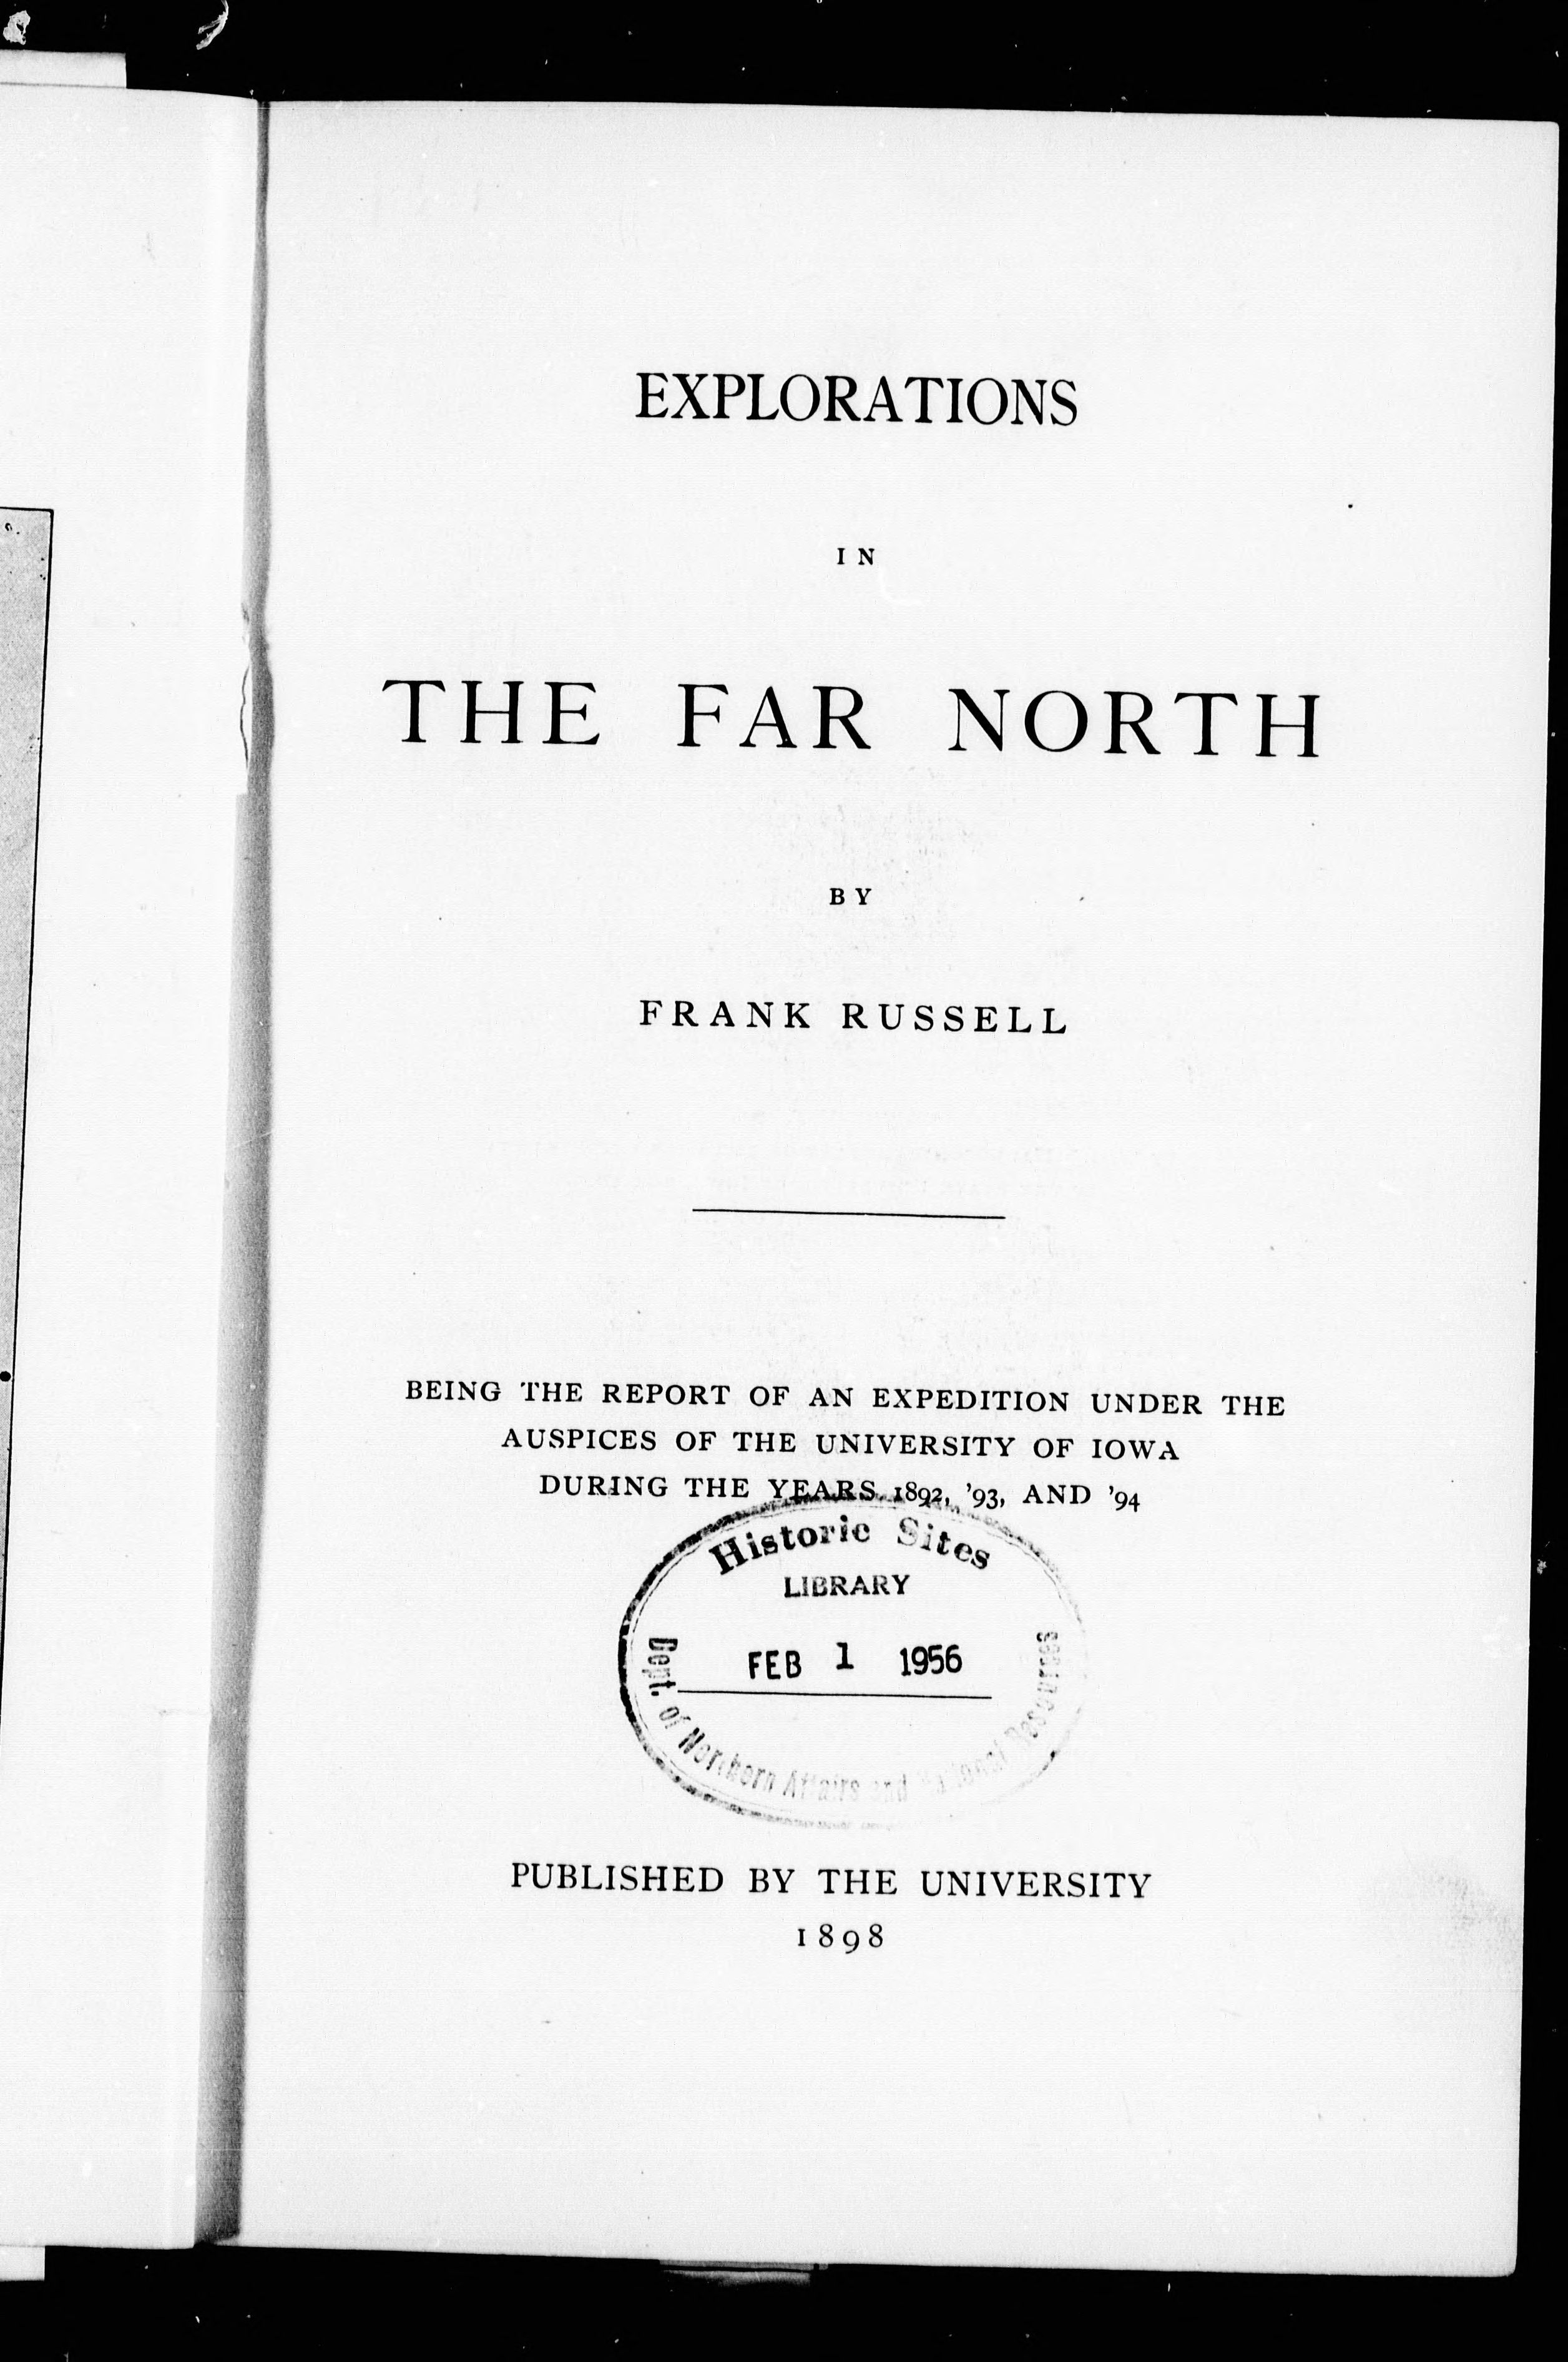 EXPLORATIONS
IN
THE FAR NORTH
BY
FRANK RUSSELL
BEING THE REPORT OF AN EXPEDITION UNDER THE
AUSPICES OF THE UNIVERSITY OF IOWA
DURING THE YEARS 1892, '93, AND '94
Historic Sites
LIBRARY
FEB 1 1956
Dept. of Northern Affairs and National Resources
PUBLISHED BY THE UNIVERSITY
1898